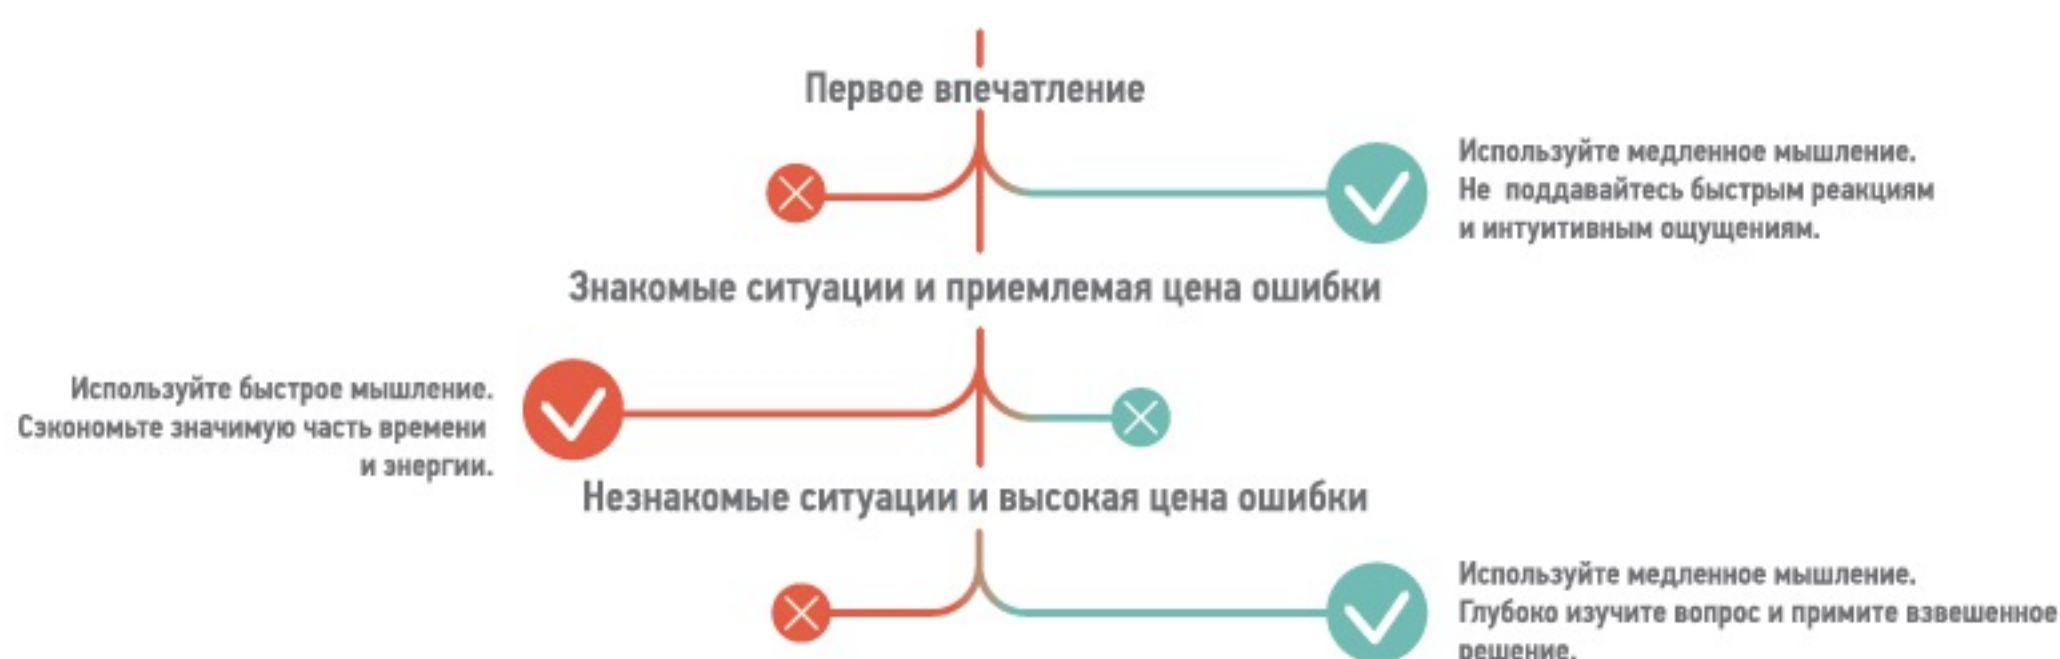 Первое впечатление
Используйте медленное мышление.
Не поддавайтесь быстрым реакциям
и интуитивным ощущениям.
Знакомые ситуации и приемлемая цена ошибки
Используйте быстрое мышление.
Сэкономьте значимую часть времени
и энергии.
Незнакомые ситуации и высокая цена ошибки
Используйте медленное мышление.
Глубоко изучите вопрос и примите взвешенное
решение.